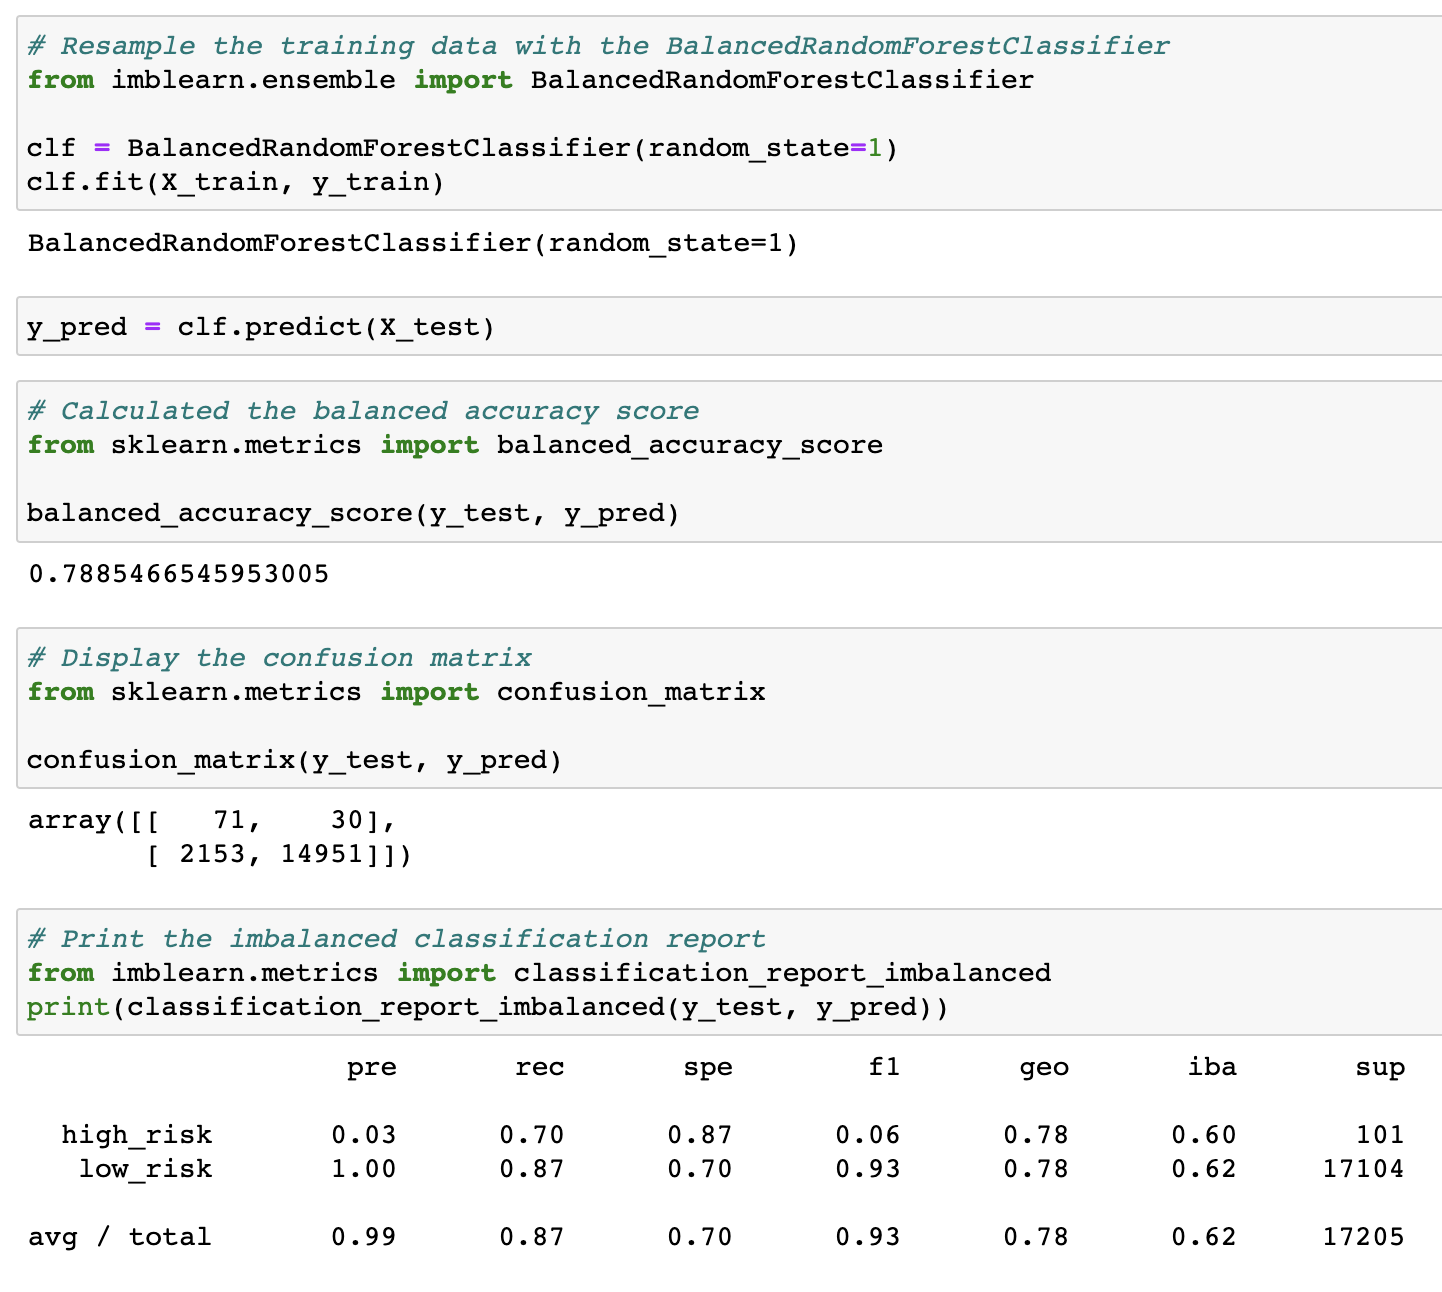 # Resample the training data with the BalancedRandomForestClassifier
from imblearn.ensemble import BalancedRandomForestClassifier
clf = BalancedRandomForestClassifier(random_state=1)
clf.fit(X_train, y_train)
BalancedRandomForestClassifier(random_state=1)
y_pred = clf.predict(X_test)
# Calculated the balanced accuracy score
from sklearn.metrics import balanced_accuracy_score
balanced_accuracy_score(y_test, y_pred)
0.7885466545953005
# Display the confusion matrix
from sklearn.metrics import confusion_matrix
confusion_matrix(y_test, y_pred)
array([[   71,    30],
       [ 2153, 14951]])
# Print the imbalanced classification report
from imblearn.metrics import classification_report_imbalanced
print(classification_report_imbalanced(y_test, y_pred))
                   pre       rec       spe        f1       geo       iba       sup
  high_risk       0.03      0.70      0.87      0.06      0.78      0.60       101
   low_risk       1.00      0.87      0.70      0.93      0.78      0.62     17104
avg / total       0.99      0.87      0.70      0.93      0.78      0.62     17205